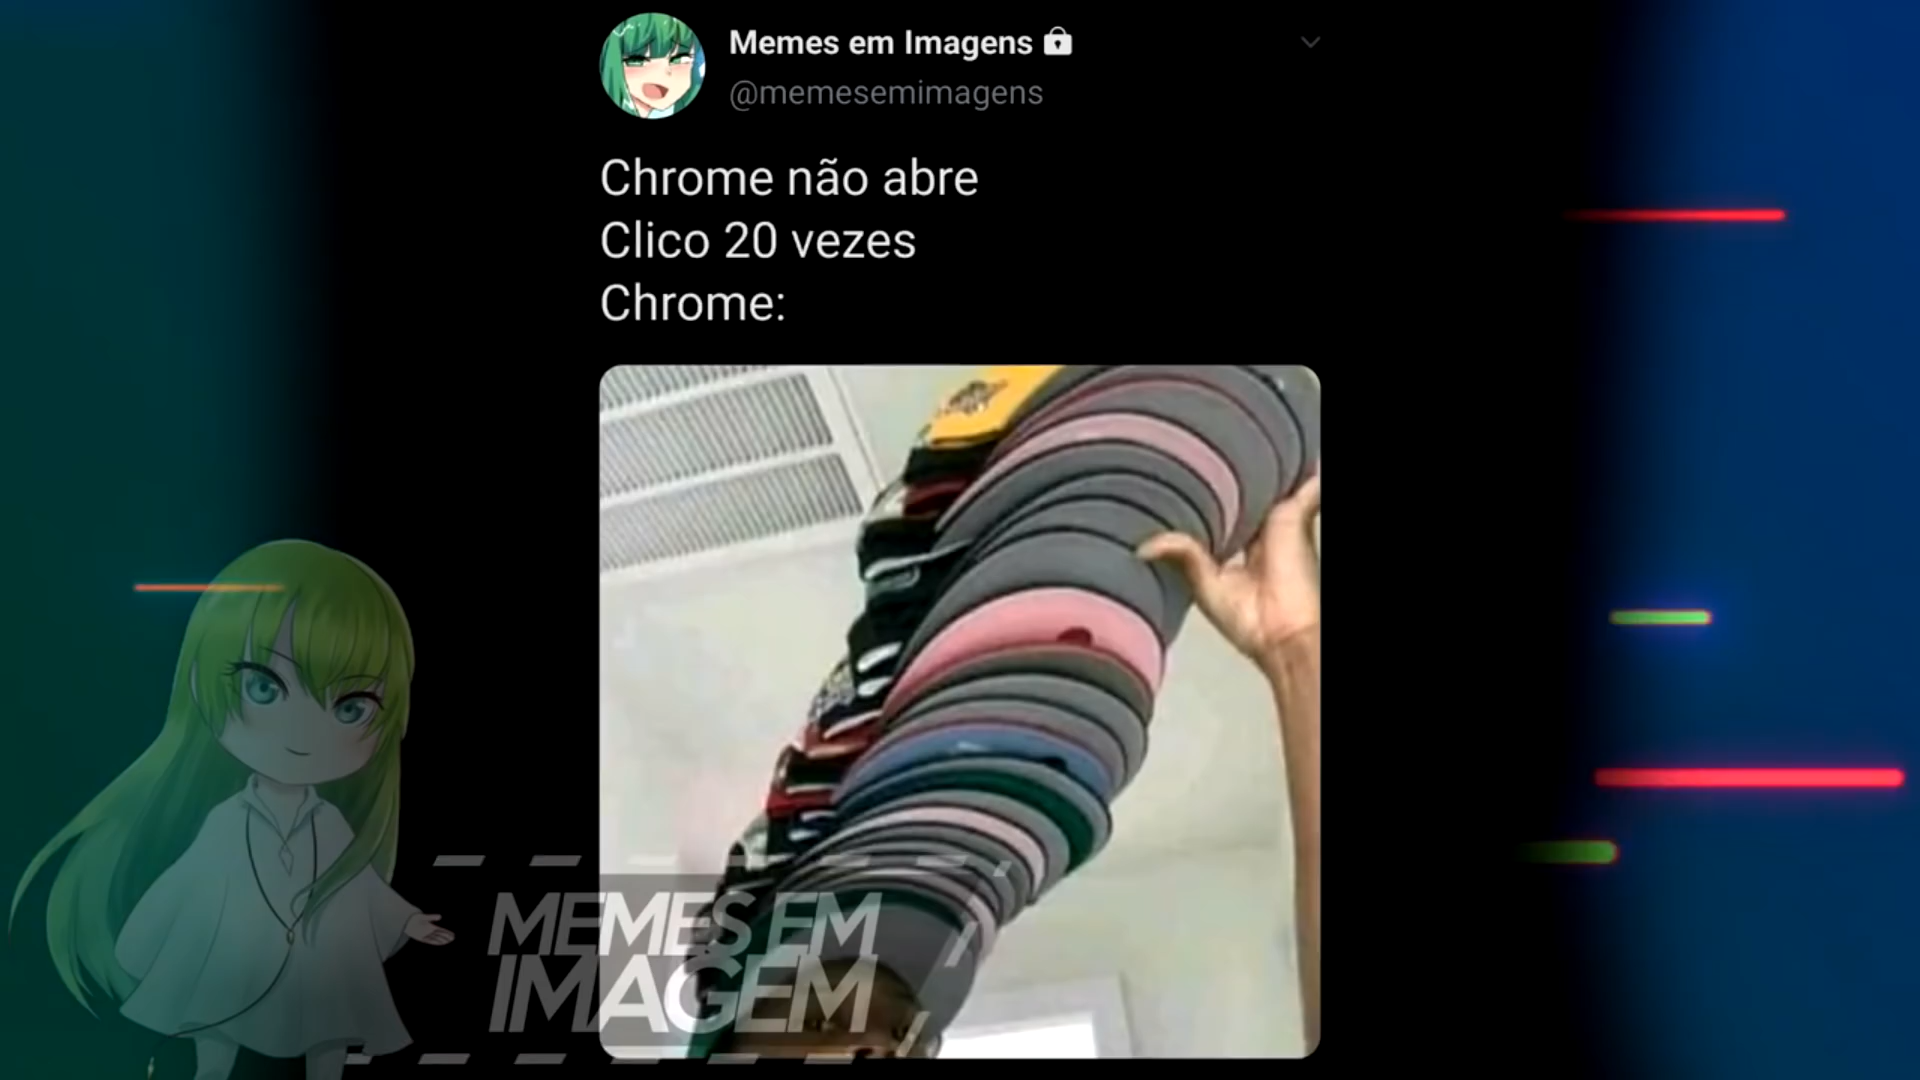 Memes em Imagens
@memesemimagens
Chrome não abre
Clico 20 vezes
Chrome:
MEMES EM
IMAGEM